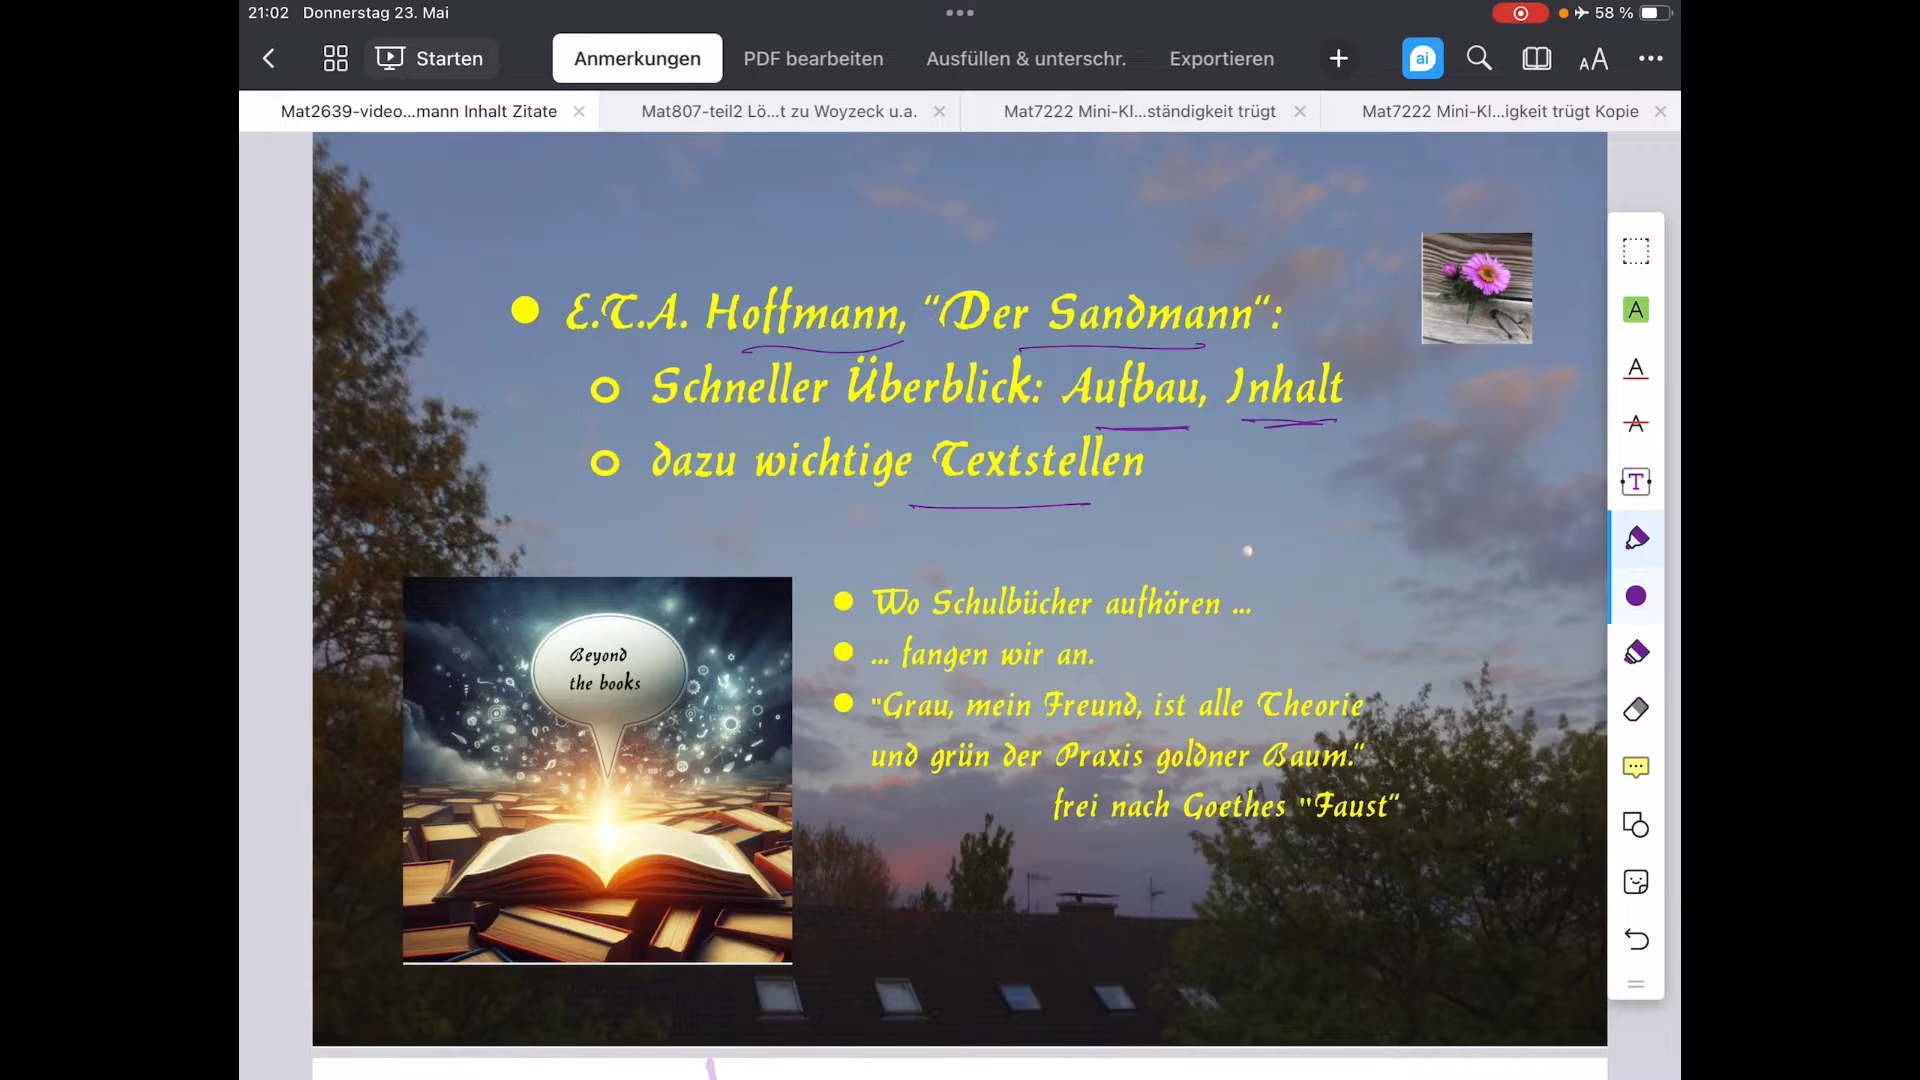 21:02 Donnerstag 23. Mai
58 %
Starten
Anmerkungen
PDF bearbeiten
Ausfüllen & unterschr.
Exportieren
ai
AA
Mat2639-video...mann Inhalt Zitate
Mat807-teil2 Lö...t zu Woyzeck u.a.
Mat7222 Mini-Kl...ständigkeit trügt
Mat7222 Mini-Kl...igkeit trügt Kopie
E.T.A. Hoffmann, “Der Sandmann“:
Schneller Überblick: Aufbau, Inhalt
dazu wichtige Textstellen
Beyond
the books
Wo Schulbücher aufhören ...
... fangen wir an.
"Grau, mein Freund, ist alle Theorie
und grün der Praxis goldner Baum.“
frei nach Goethes "Faust“
A
A
A
T